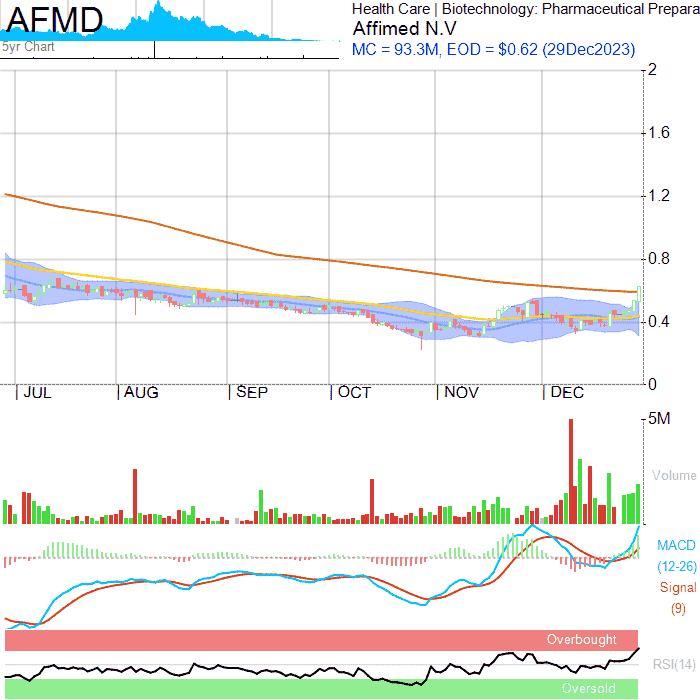 AFMD
5yr Chart
Health Care | Biotechnology: Pharmaceutical Prepara
Affimed N.V
MC = 93.3M, EOD = $0.62 (29Dec2023)
2
1.6
1.2
0.8
0.4
0
| JUL | AUG | SEP | OCT | NOV | DEC
5M
Volume
MACD
(12-26)
Signal
(9)
Overbought
RSI(14)
Oversold